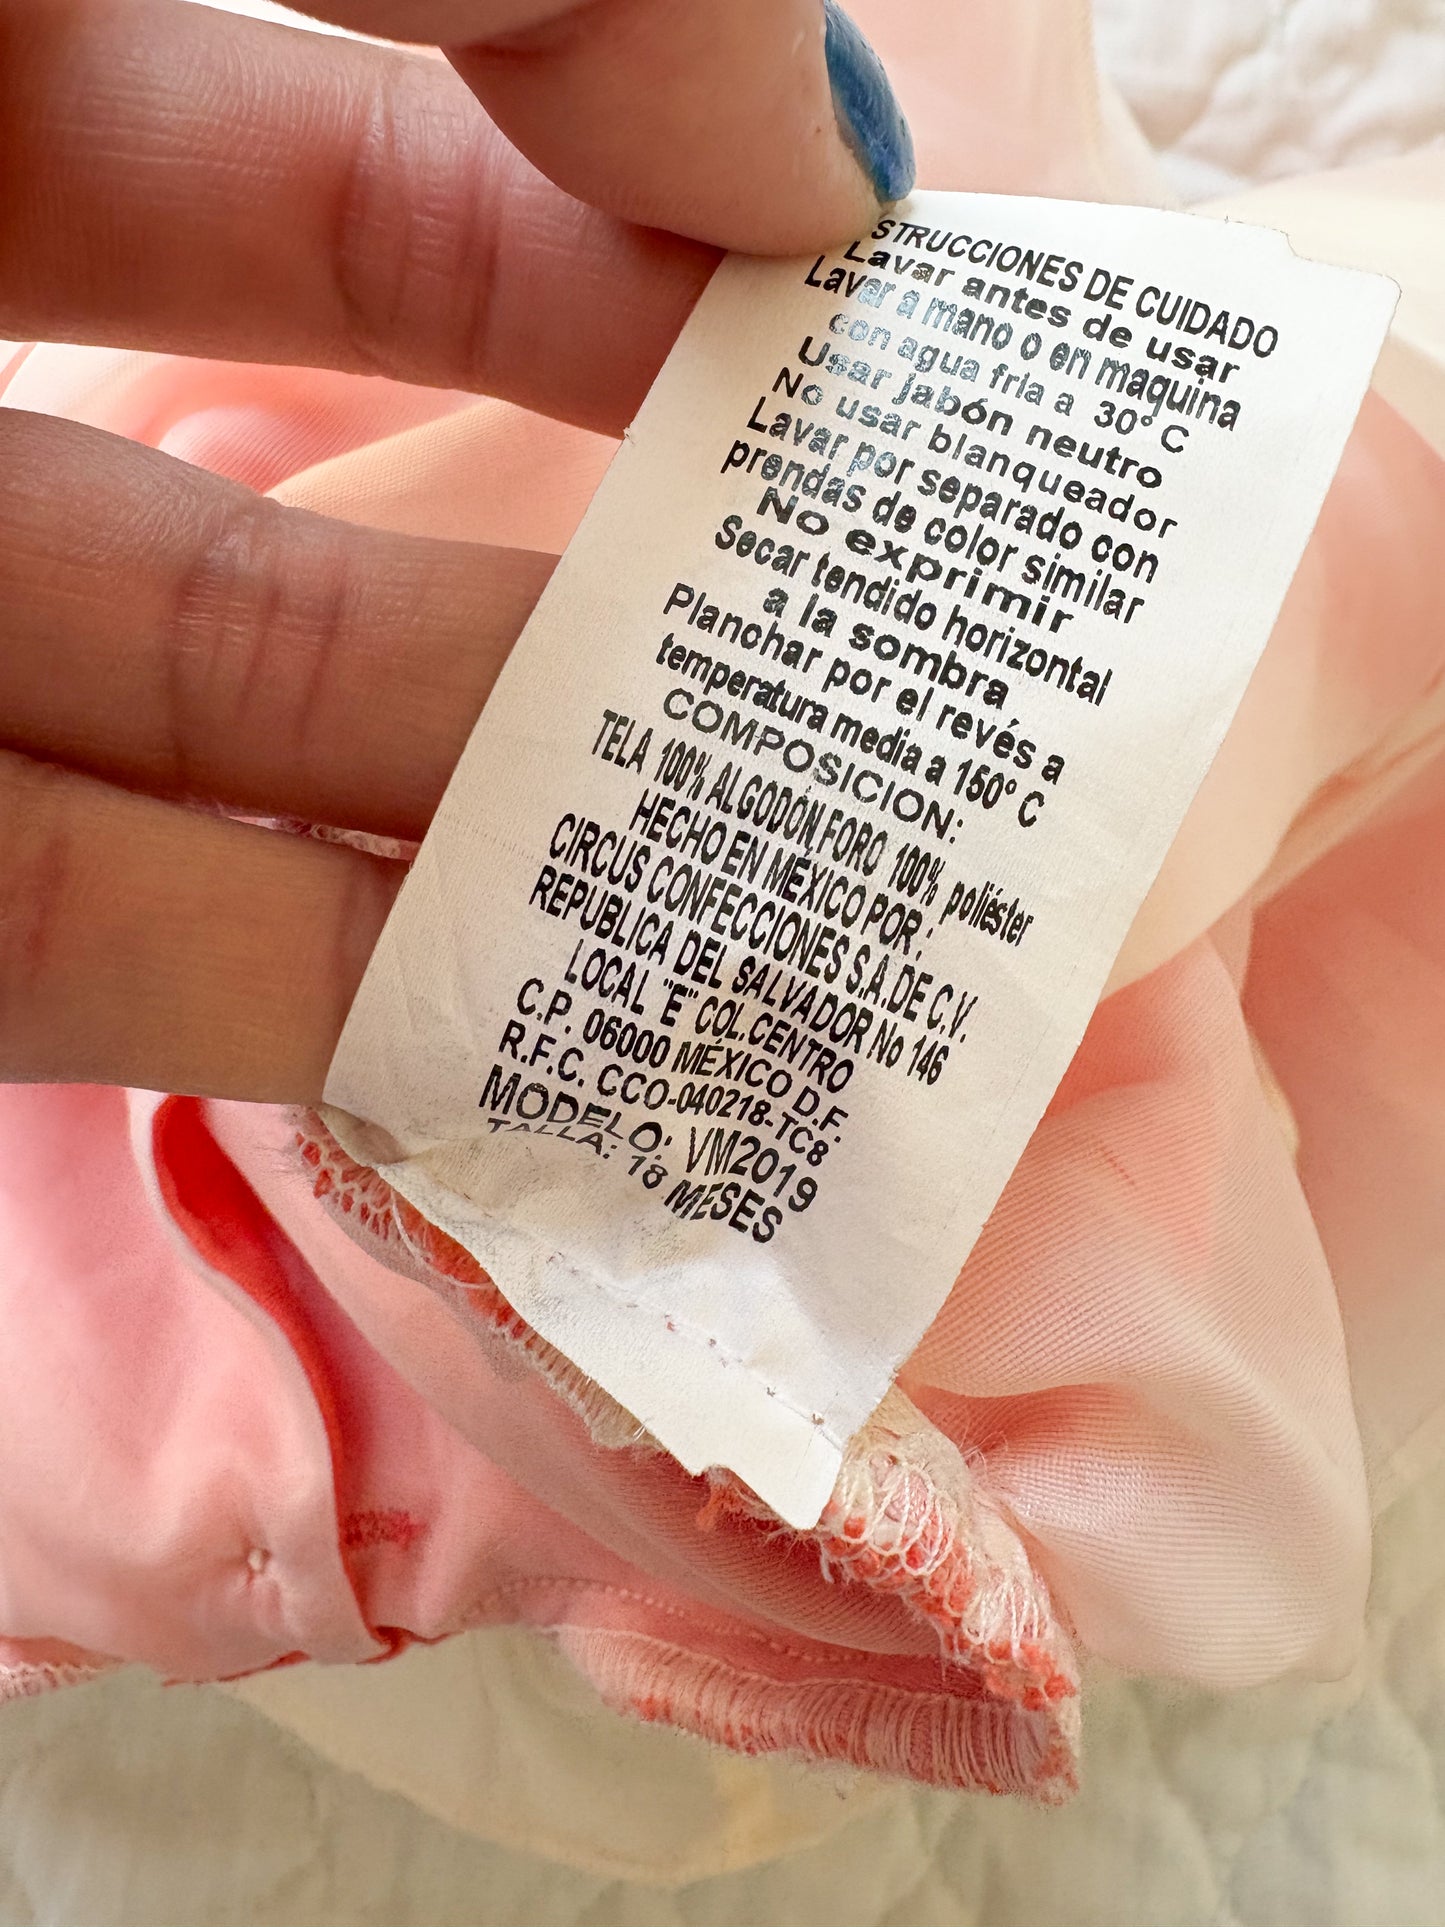 STRUCCIONES DE CUIDADO
Lavar antes de usar
Lavar a mano o en maquina
con agua fria a 30° C
Usar jabón neutro
No usar blanqueador
Lavar por separado con
prendas de color similar
No exprimir
Secar tendido horizontal
a la sombra
Planchar por el revés a
temperatura media a 150° C
COMPOSICION:
TELA 100% ALGODÓN,FORO 100% poliéster
HECHO EN MÉXICO POR.:
CIRCUS CONFECCIONES S.A.DE C.V.
REPUBLICA DEL SALVADOR No 146
LOCAL "E" COL.CENTRO
C.P. 06000 MÉXICO D.F.
R.F.C. CCO-040218-TC8
MODELO: VM2019
TALLA: 18 MESES